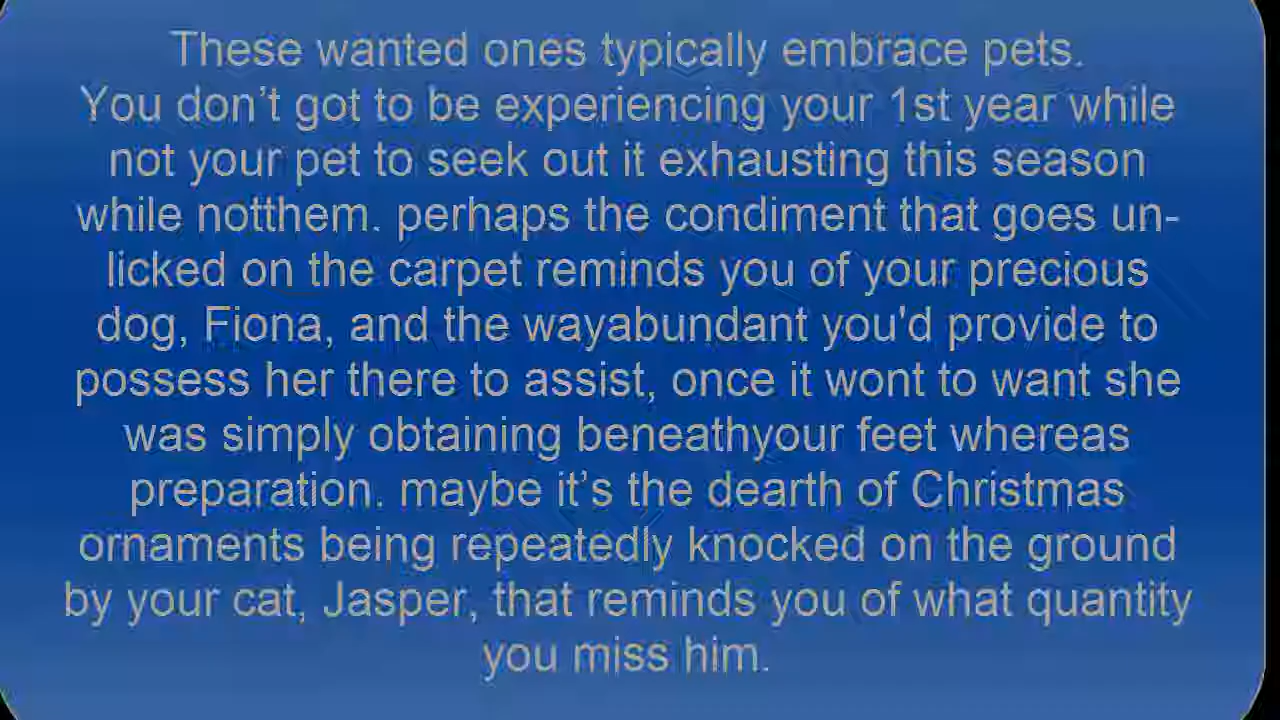 These wanted ones typically embrace pets.
You don’t got to be experiencing your 1st year while
not your pet to seek out it exhausting this season
while notthem. perhaps the condiment that goes un-
licked on the carpet reminds you of your precious
dog, Fiona, and the wayabundant you'd provide to
possess her there to assist, once it wont to want she
was simply obtaining beneathyour feet whereas
preparation. maybe it’s the dearth of Christmas
ornaments being repeatedly knocked on the ground
by your cat, Jasper, that reminds you of what quantity
you miss him.